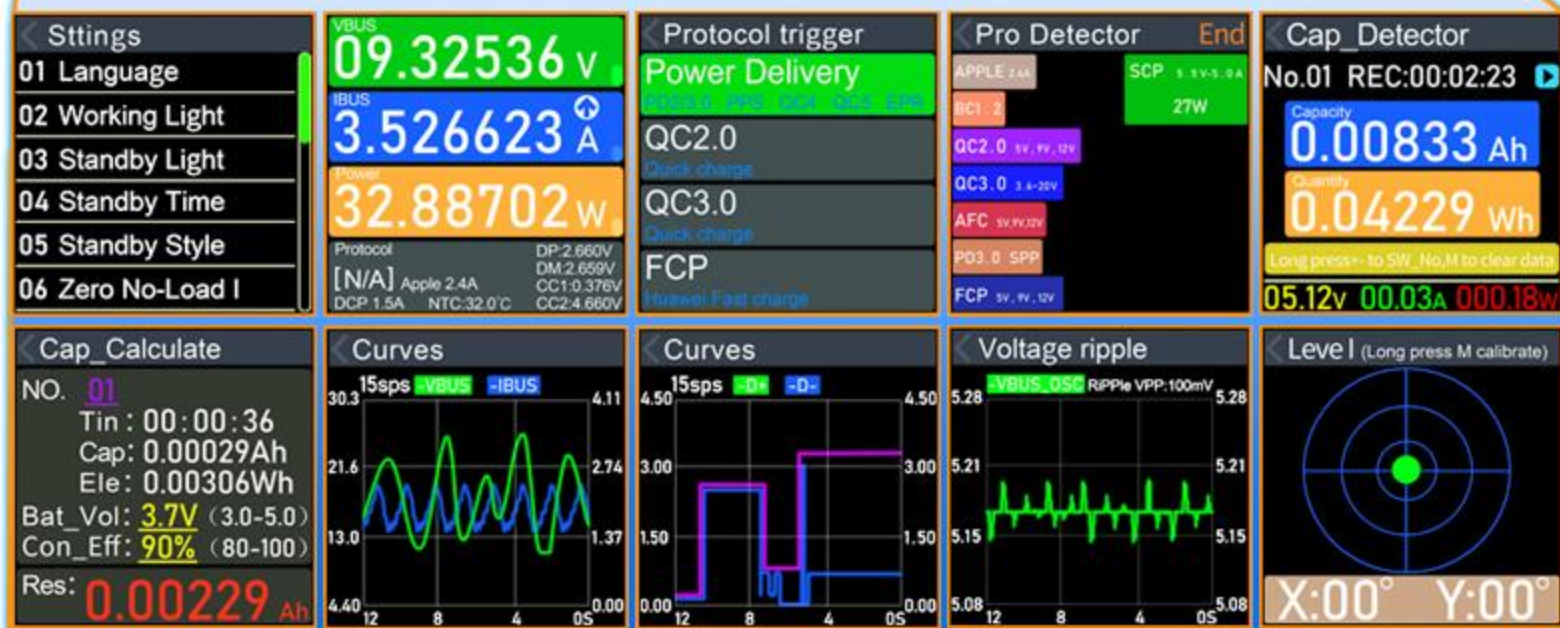 Sttings
01 Language
02 Working Light
03 Standby Light
04 Standby Time
05 Standby Style
06 Zero No-Load I
VBUS
09.32536 V
IBUS
3.526623 A
Power
32.88702 W
Protocol
[N/A] Apple 2.4A
DCP 1.5A NTC:32.0℃
DP:2.660V
DM:2.659V
CC1:0.376V
CC2:4.660V
Protocol trigger
Power Delivery
PD2/3.0 PPS QC4 QC5 EPR
QC2.0
Quick charge
QC3.0
Quick charge
FCP
Huawei Fast charge
Pro Detector End
APPLE 2.4A
BC1.2
QC2.0 5V,9V,12V
QC3.0 3.6-20V
AFC 5V,9V,12V
PD3.0 SPP
FCP 5V,9V,12V
SCP 5.5V-5.0A
27W
Cap_Detector
No.01 REC:00:02:23
Capacity
0.00833 Ah
Quantity
0.04229 Wh
Long press+- to SW_No,M to clear data
05.12V 00.03A 000.18W
Cap_Calculate
NO. 01
Tin : 00:00:36
Cap: 0.00029Ah
Ele: 0.00306Wh
Bat_Vol: 3.7V (3.0-5.0)
Con_Eff: 90% (80-100)
Res: 0.00229 Ah
Curves
15sps -VBUS -IBUS
30.3 4.11
21.6 2.74
13.0 1.37
4.40 0.00
12 8 4 0S
Curves
15sps -D+ -D-
4.50 4.50
3.00 3.00
1.50 1.50
0.00 0.00
12 8 4 0S
Voltage ripple
-VBUS_OSC RiPPle VPP:100mV
5.28 5.28
5.21 5.21
5.15 5.15
5.08 5.08
12 8 4 0S
Level (Long press M calibrate)
X:00° Y:00°